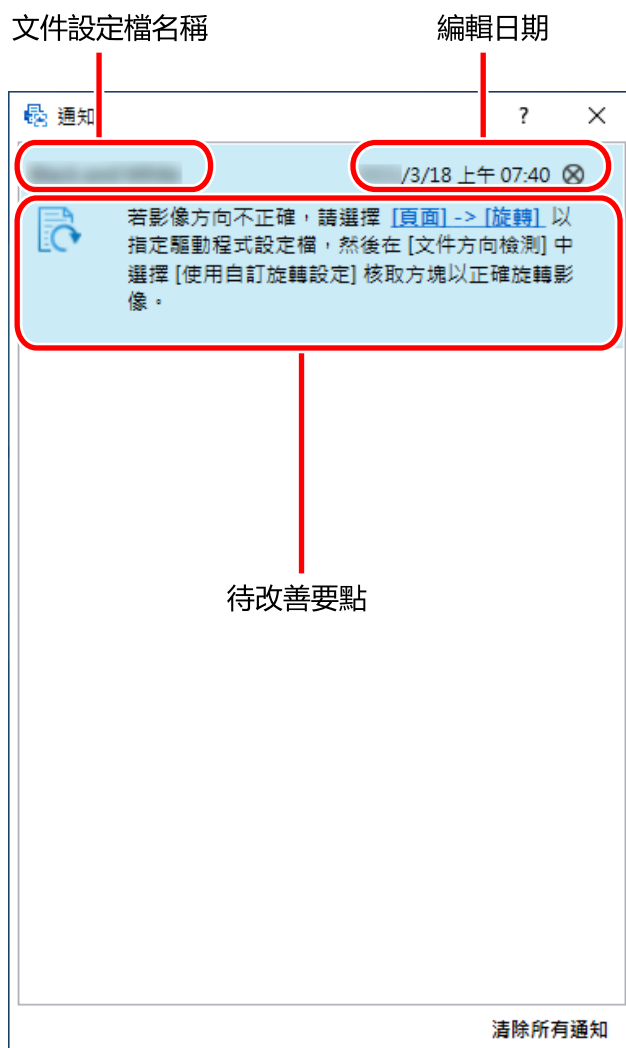 文件設定檔名稱
編輯日期
通知
?
/3/18 上午 07:40
若影像方向不正確，請選擇 [頁面] -> [旋轉] 以
指定驅動程式設定檔，然後在 [文件方向檢測] 中
選擇 [使用自訂旋轉設定] 核取方塊以正確旋轉影
像。
待改善要點
清除所有通知